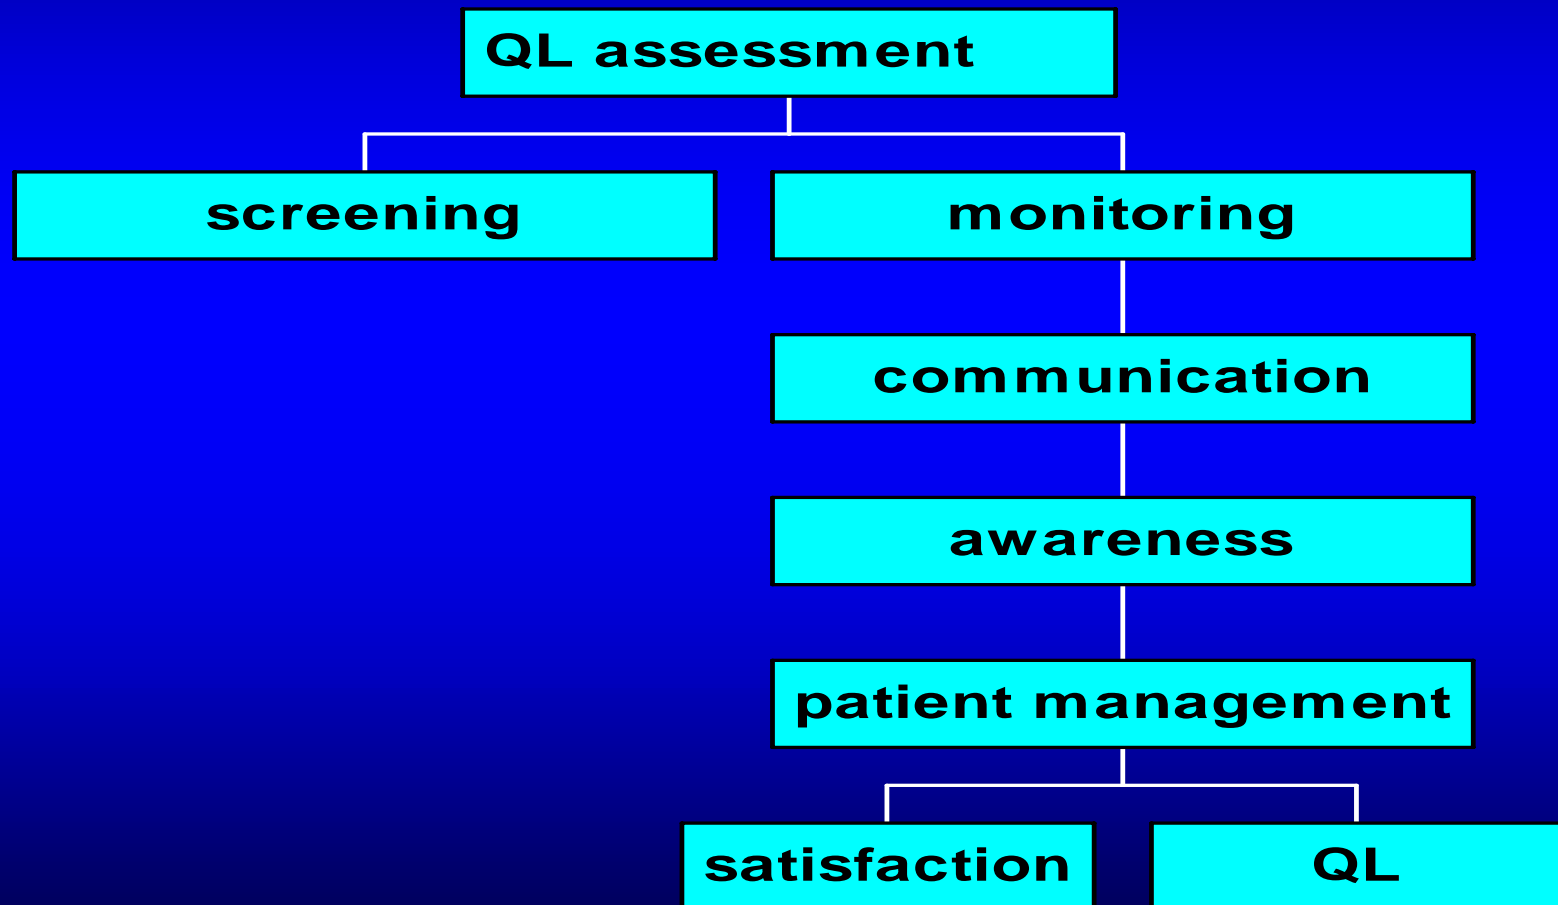 QL assessment
screening
monitoring
communication
awareness
patient management
satisfaction
QL